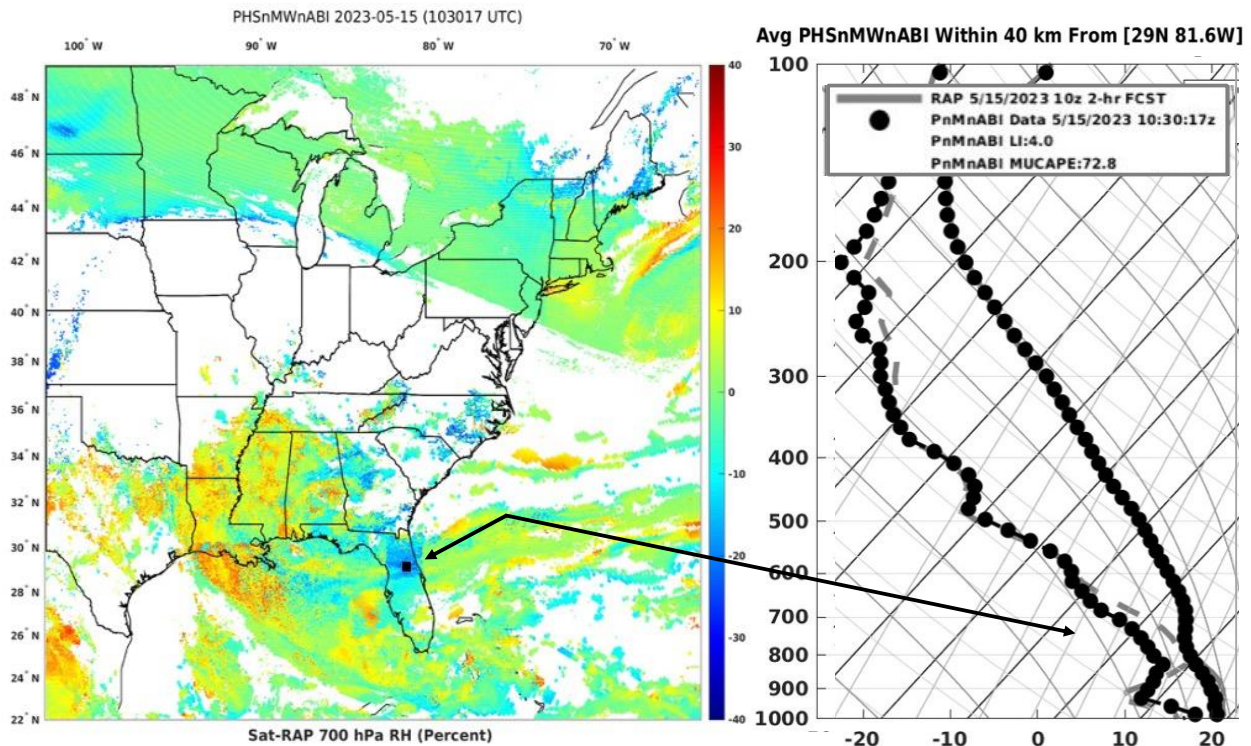 PHSnMWnABI 2023-05-15 (103017 UTC)
100° W 90° W 80° W 70° W
48° N
46° N
44° N
42° N
40° N
38° N
36° N
34° N
32° N
30° N
28° N
26° N
24° N
22° N
40
30
20
10
0
-10
-20
-30
-40
Sat-RAP 700 hPa RH (Percent)
Avg PHSnMWnABI Within 40 km From [29N 81.6W]
RAP 5/15/2023 10z 2-hr FCST
PnMnABI Data 5/15/2023 10:30:17z
PnMnABI LI:4.0
PnMnABI MUCAPE:72.8
100
200
300
400
500
600
700
800
900
1000
-20 -10 0 10 20